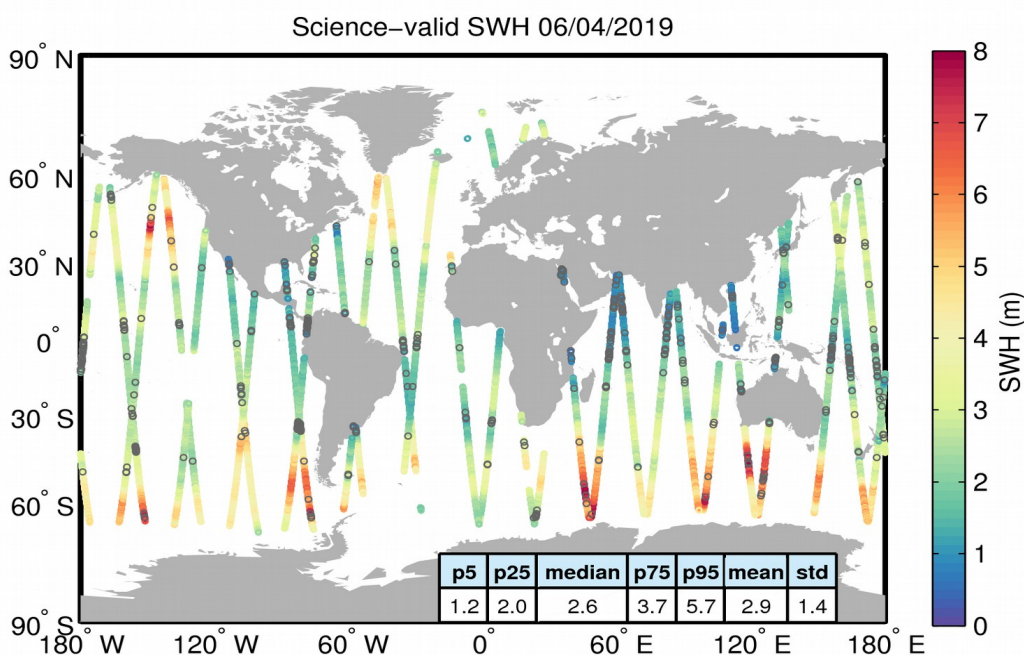 Science–valid SWH 06/04/2019
90° N
60° N
30° N
0°
30° S
60° S
90° S
180° W
120° W
60° W
0°
60° E
120° E
180° E
p5 p25 median p75 p95 mean std
1.2 2.0 2.6 3.7 5.7 2.9 1.4
8
7
6
5
4
3
2
1
0
SWH (m)